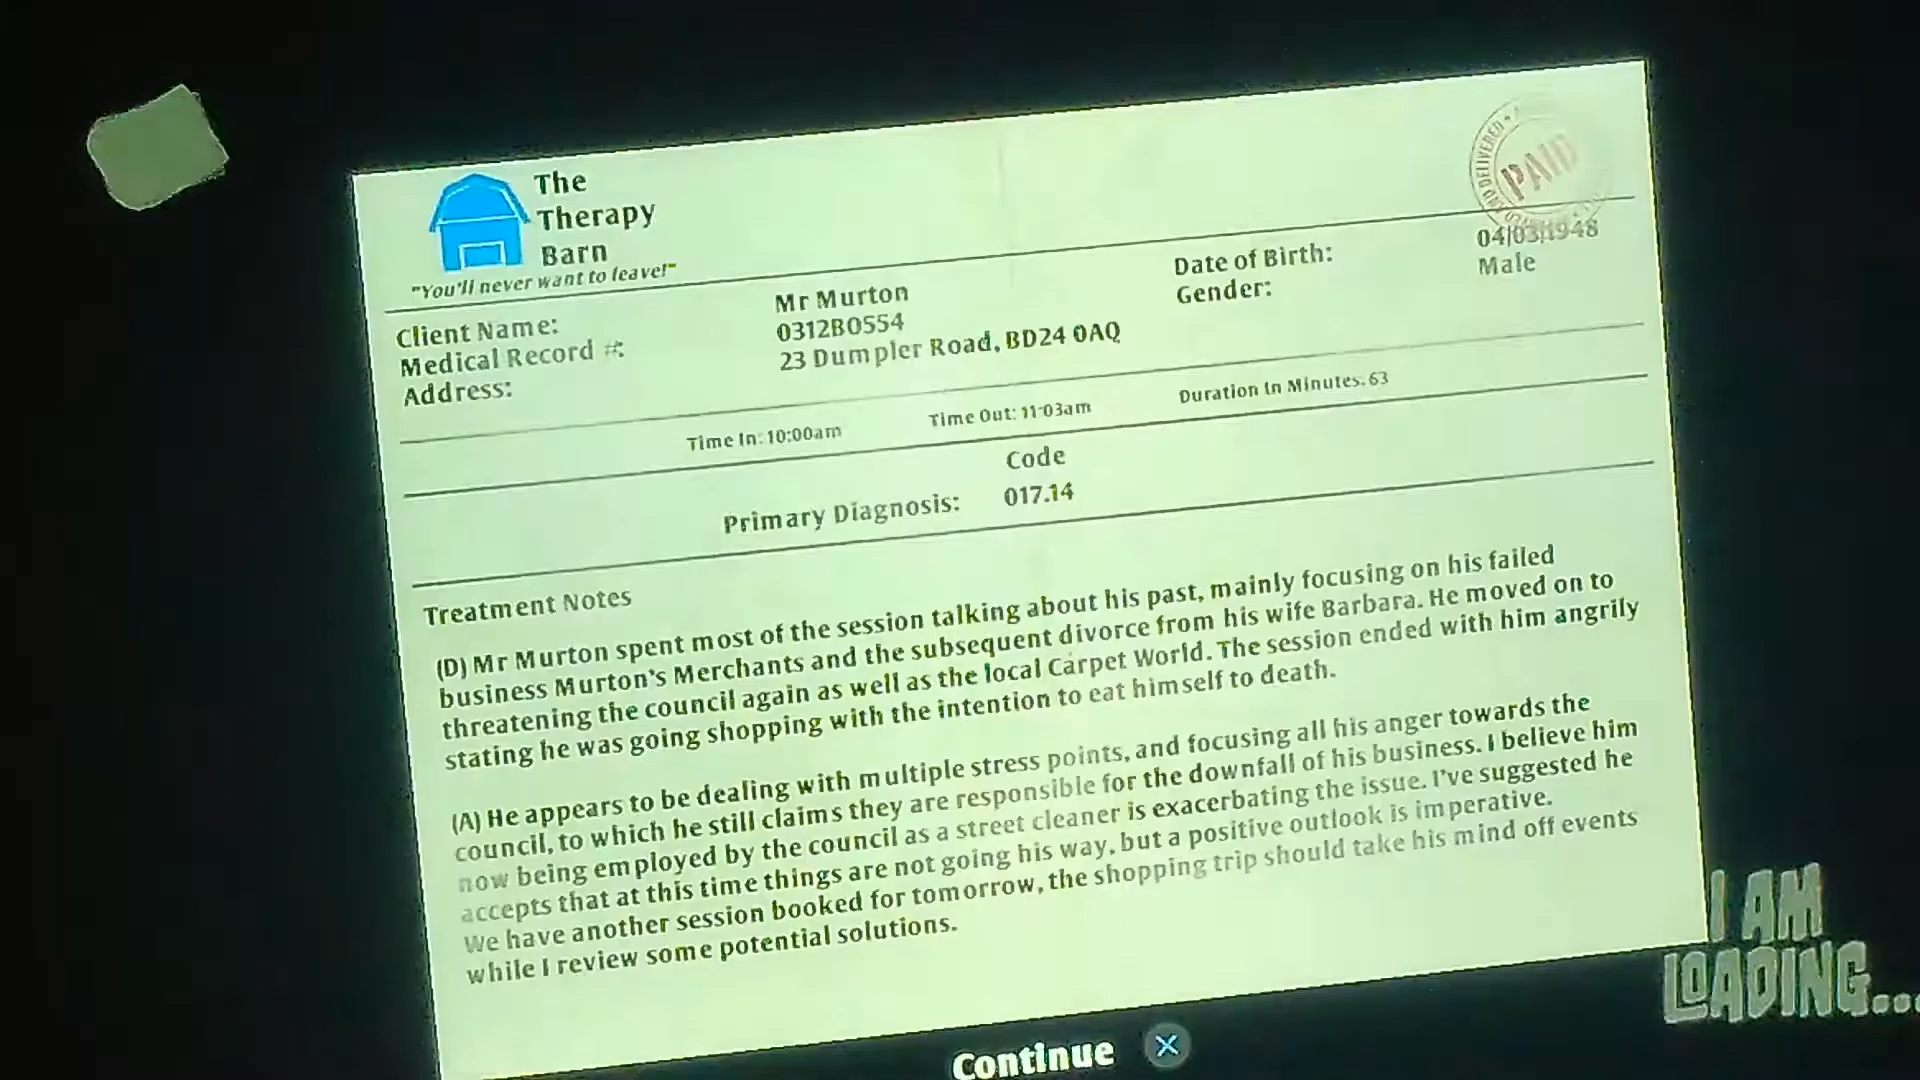 The
Therapy
Barn
"You'll never want to leave!"
PAID
Client Name: Mr Murton
Medical Record #: 0312B0554
Address: 23 Dumpler Road, BD24 0AQ
Date of Birth: 04/03/1948
Gender: Male
Time In: 10:00am Time Out: 11:03am Duration In Minutes: 63
Code
Primary Diagnosis: 017.14
Treatment Notes
(D) Mr Murton spent most of the session talking about his past, mainly focusing on his failed
business Murton's Merchants and the subsequent divorce from his wife Barbara. He moved on to
threatening the council again as well as the local Carpet World. The session ended with him angrily
stating he was going shopping with the intention to eat himself to death.
(A) He appears to be dealing with multiple stress points, and focusing all his anger towards the
council, to which he still claims they are responsible for the downfall of his business. I believe him
now being employed by the council as a street cleaner is exacerbating the issue. I've suggested he
accepts that at this time things are not going his way, but a positive outlook is imperative.
We have another session booked for tomorrow, the shopping trip should take his mind off events
while I review some potential solutions.
I AM
LOADING...
Continue